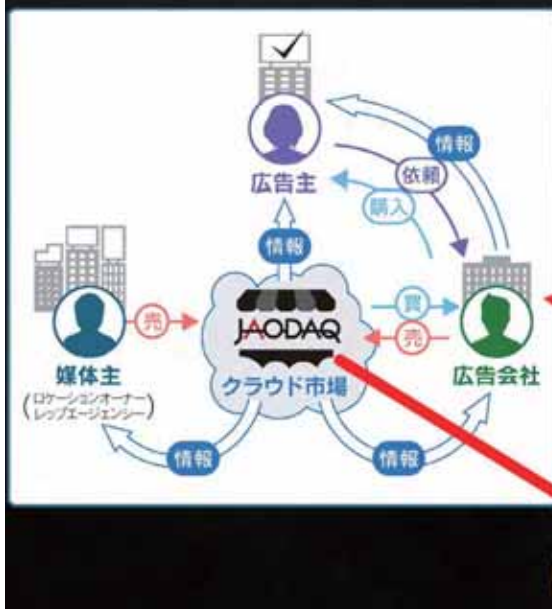 情報
広告主
依頼
購入
情報
売
JAODAQ
クラウド市場
買
売
媒体主
(ロケーションオーナー
レップエージェンシー)
広告会社
情報
情報